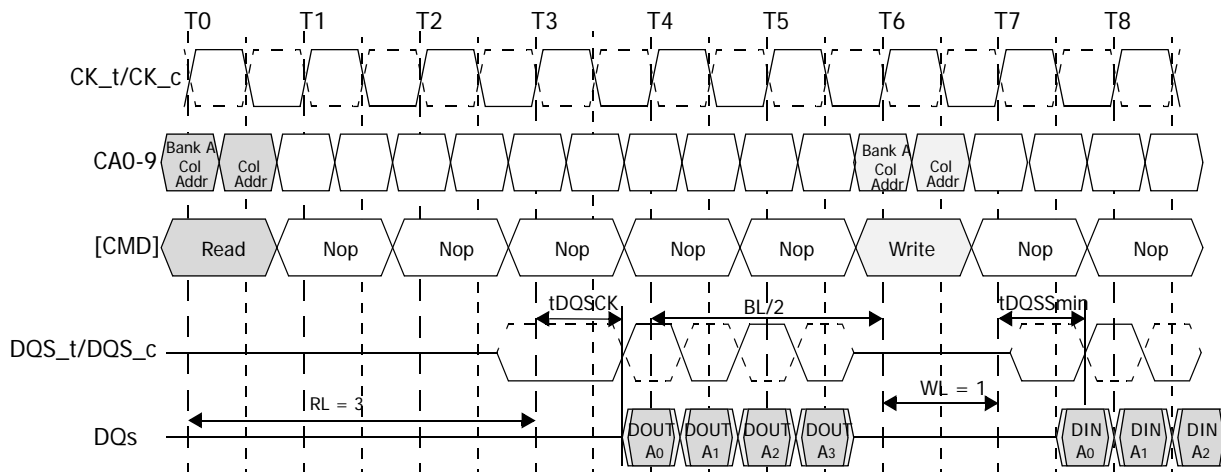 T0 T1 T2 T3 T4 T5 T6 T7 T8
CK_t/CK_c
CA0-9
Bank A
Col
Addr
Col
Addr
Bank A
Col
Addr
Col
Addr
[CMD]
Read Nop Nop Nop Nop Nop Write Nop Nop
tDQSCK BL/2 tDQSSmin
DQS_t/DQS_c
RL = 3 WL = 1
DQs
DOUT DOUT DOUT DOUT DIN DIN DIN
A0 A1 A2 A3 A0 A1 A2